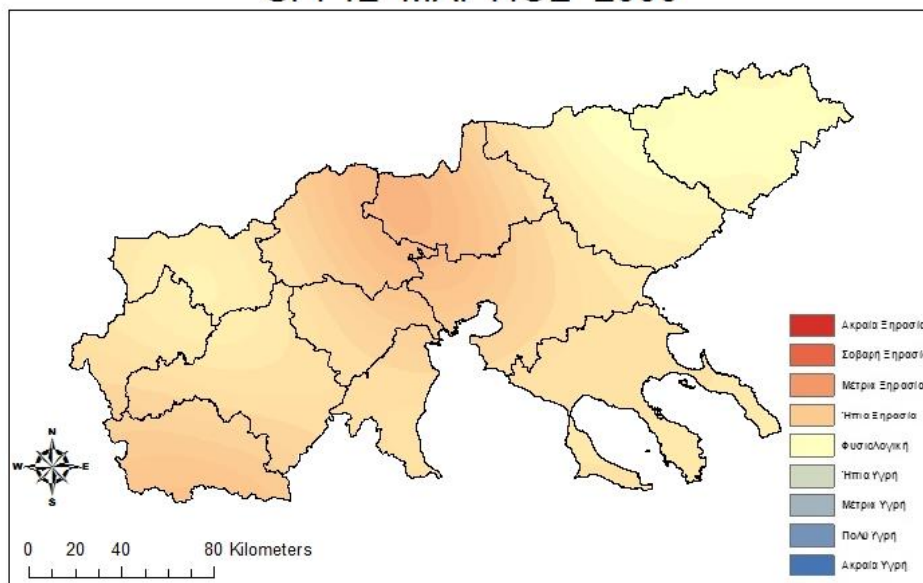 Ακραία Ξηρασία
Σοβαρή Ξηρασία
Μέτρια Ξηρασία
Ήπια Ξηρασία
Φυσιολογική
Ήπια Υγρή
Μέτρια Υγρή
Πολύ Υγρή
Ακραία Υγρή
N
W E
S
0 20 40 80 Kilometers